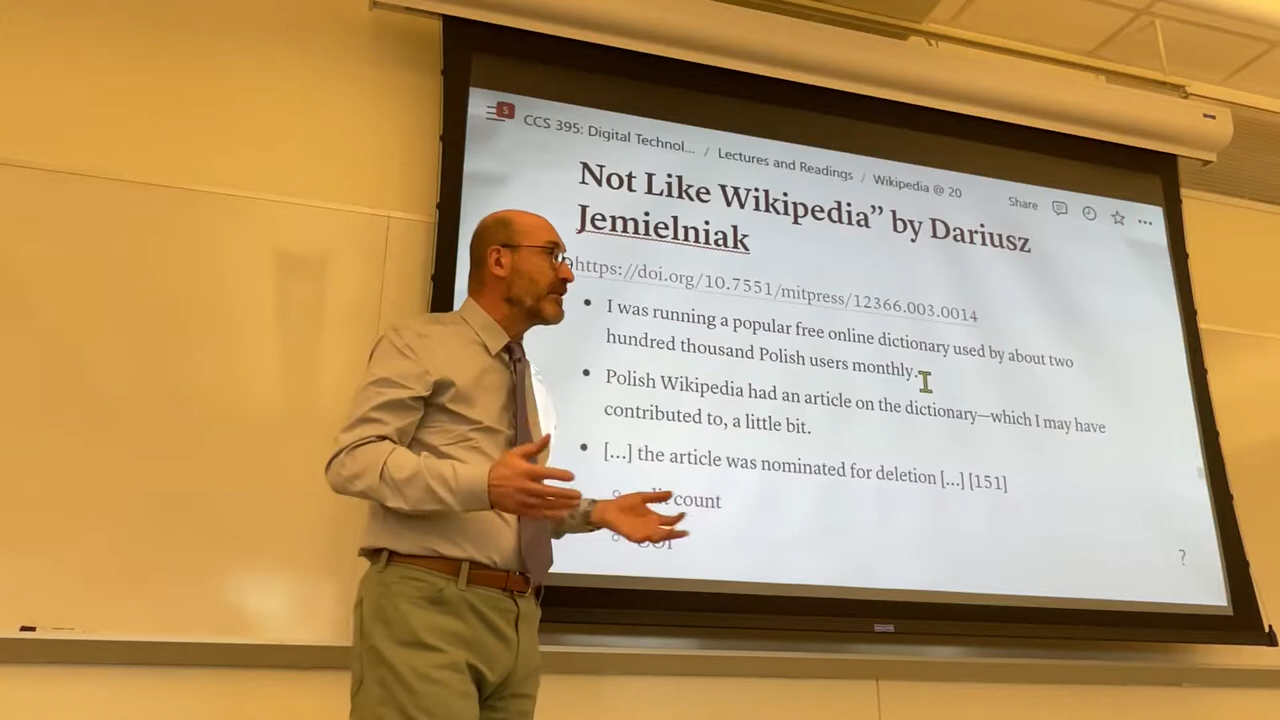 5
CCS 395: Digital Technol... / Lectures and Readings / Wikipedia @ 20
Share
Not Like Wikipedia” by Dariusz
Jemielniak
https://doi.org/10.7551/mitpress/12366.003.0014
• I was running a popular free online dictionary used by about two
hundred thousand Polish users monthly.
• Polish Wikipedia had an article on the dictionary—which I may have
contributed to, a little bit.
• [...] the article was nominated for deletion [...] [151]
count
?